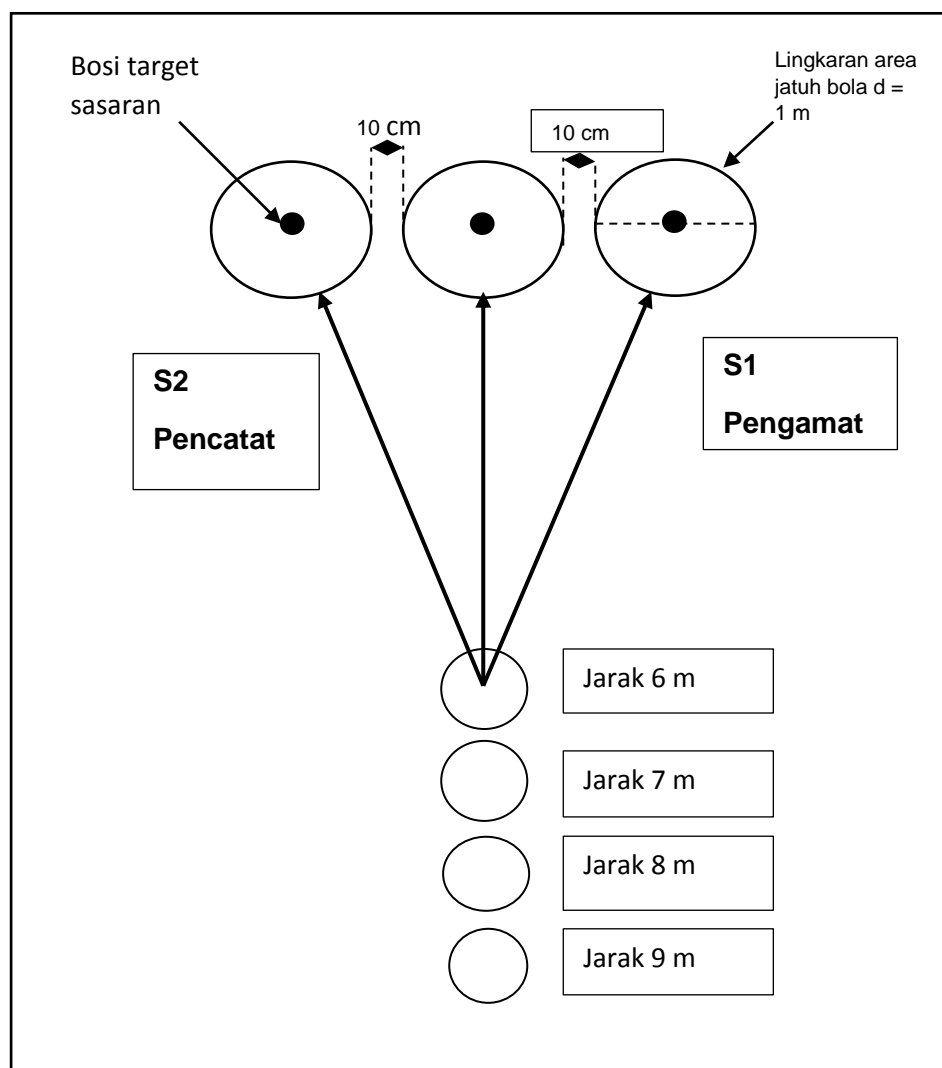 Bosi target
sasaran
10 cm
10 cm
Lingkaran area
jatuh bola d =
1 m
S2
Pencatat
S1
Pengamat
Jarak 6 m
Jarak 7 m
Jarak 8 m
Jarak 9 m